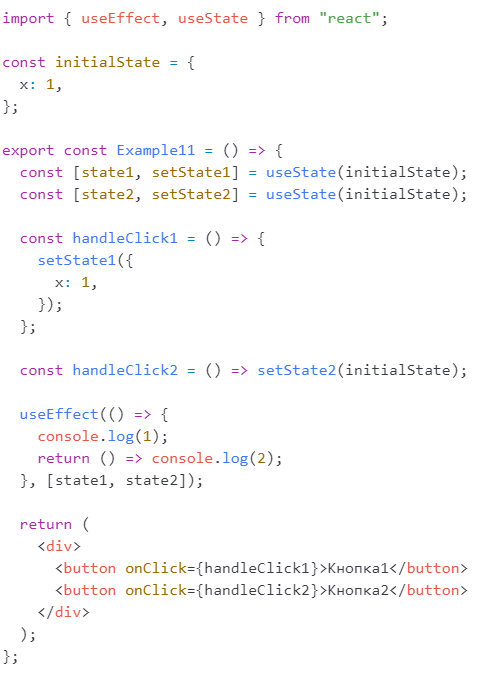 import { useEffect, useState } from "react";

const initialState = {
  x: 1,
};

export const Example11 = () => {
  const [state1, setState1] = useState(initialState);
  const [state2, setState2] = useState(initialState);

  const handleClick1 = () => {
    setState1({
      x: 1,
    });
  };

  const handleClick2 = () => setState2(initialState);

  useEffect(() => {
    console.log(1);
    return () => console.log(2);
  }, [state1, state2]);

  return (
    <div>
      <button onClick={handleClick1}>Кнопка1</button>
      <button onClick={handleClick2}>Кнопка2</button>
    </div>
  );
};